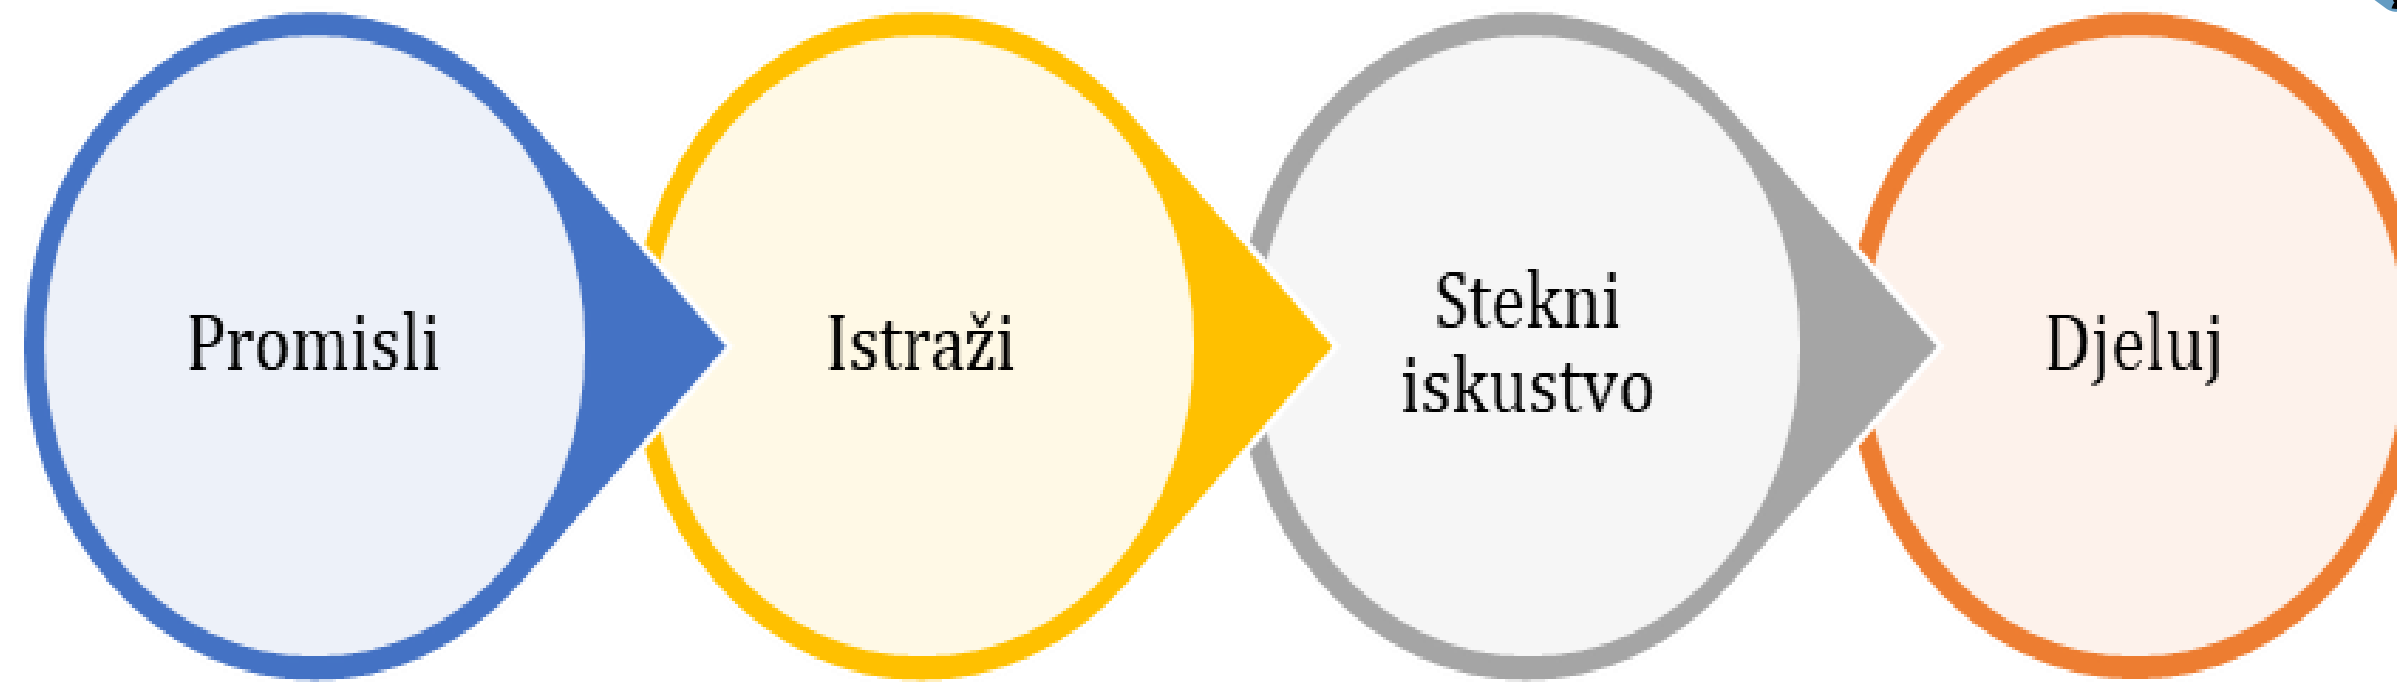 Promisli
Istraži
Stekni
iskustvo
Djeluj